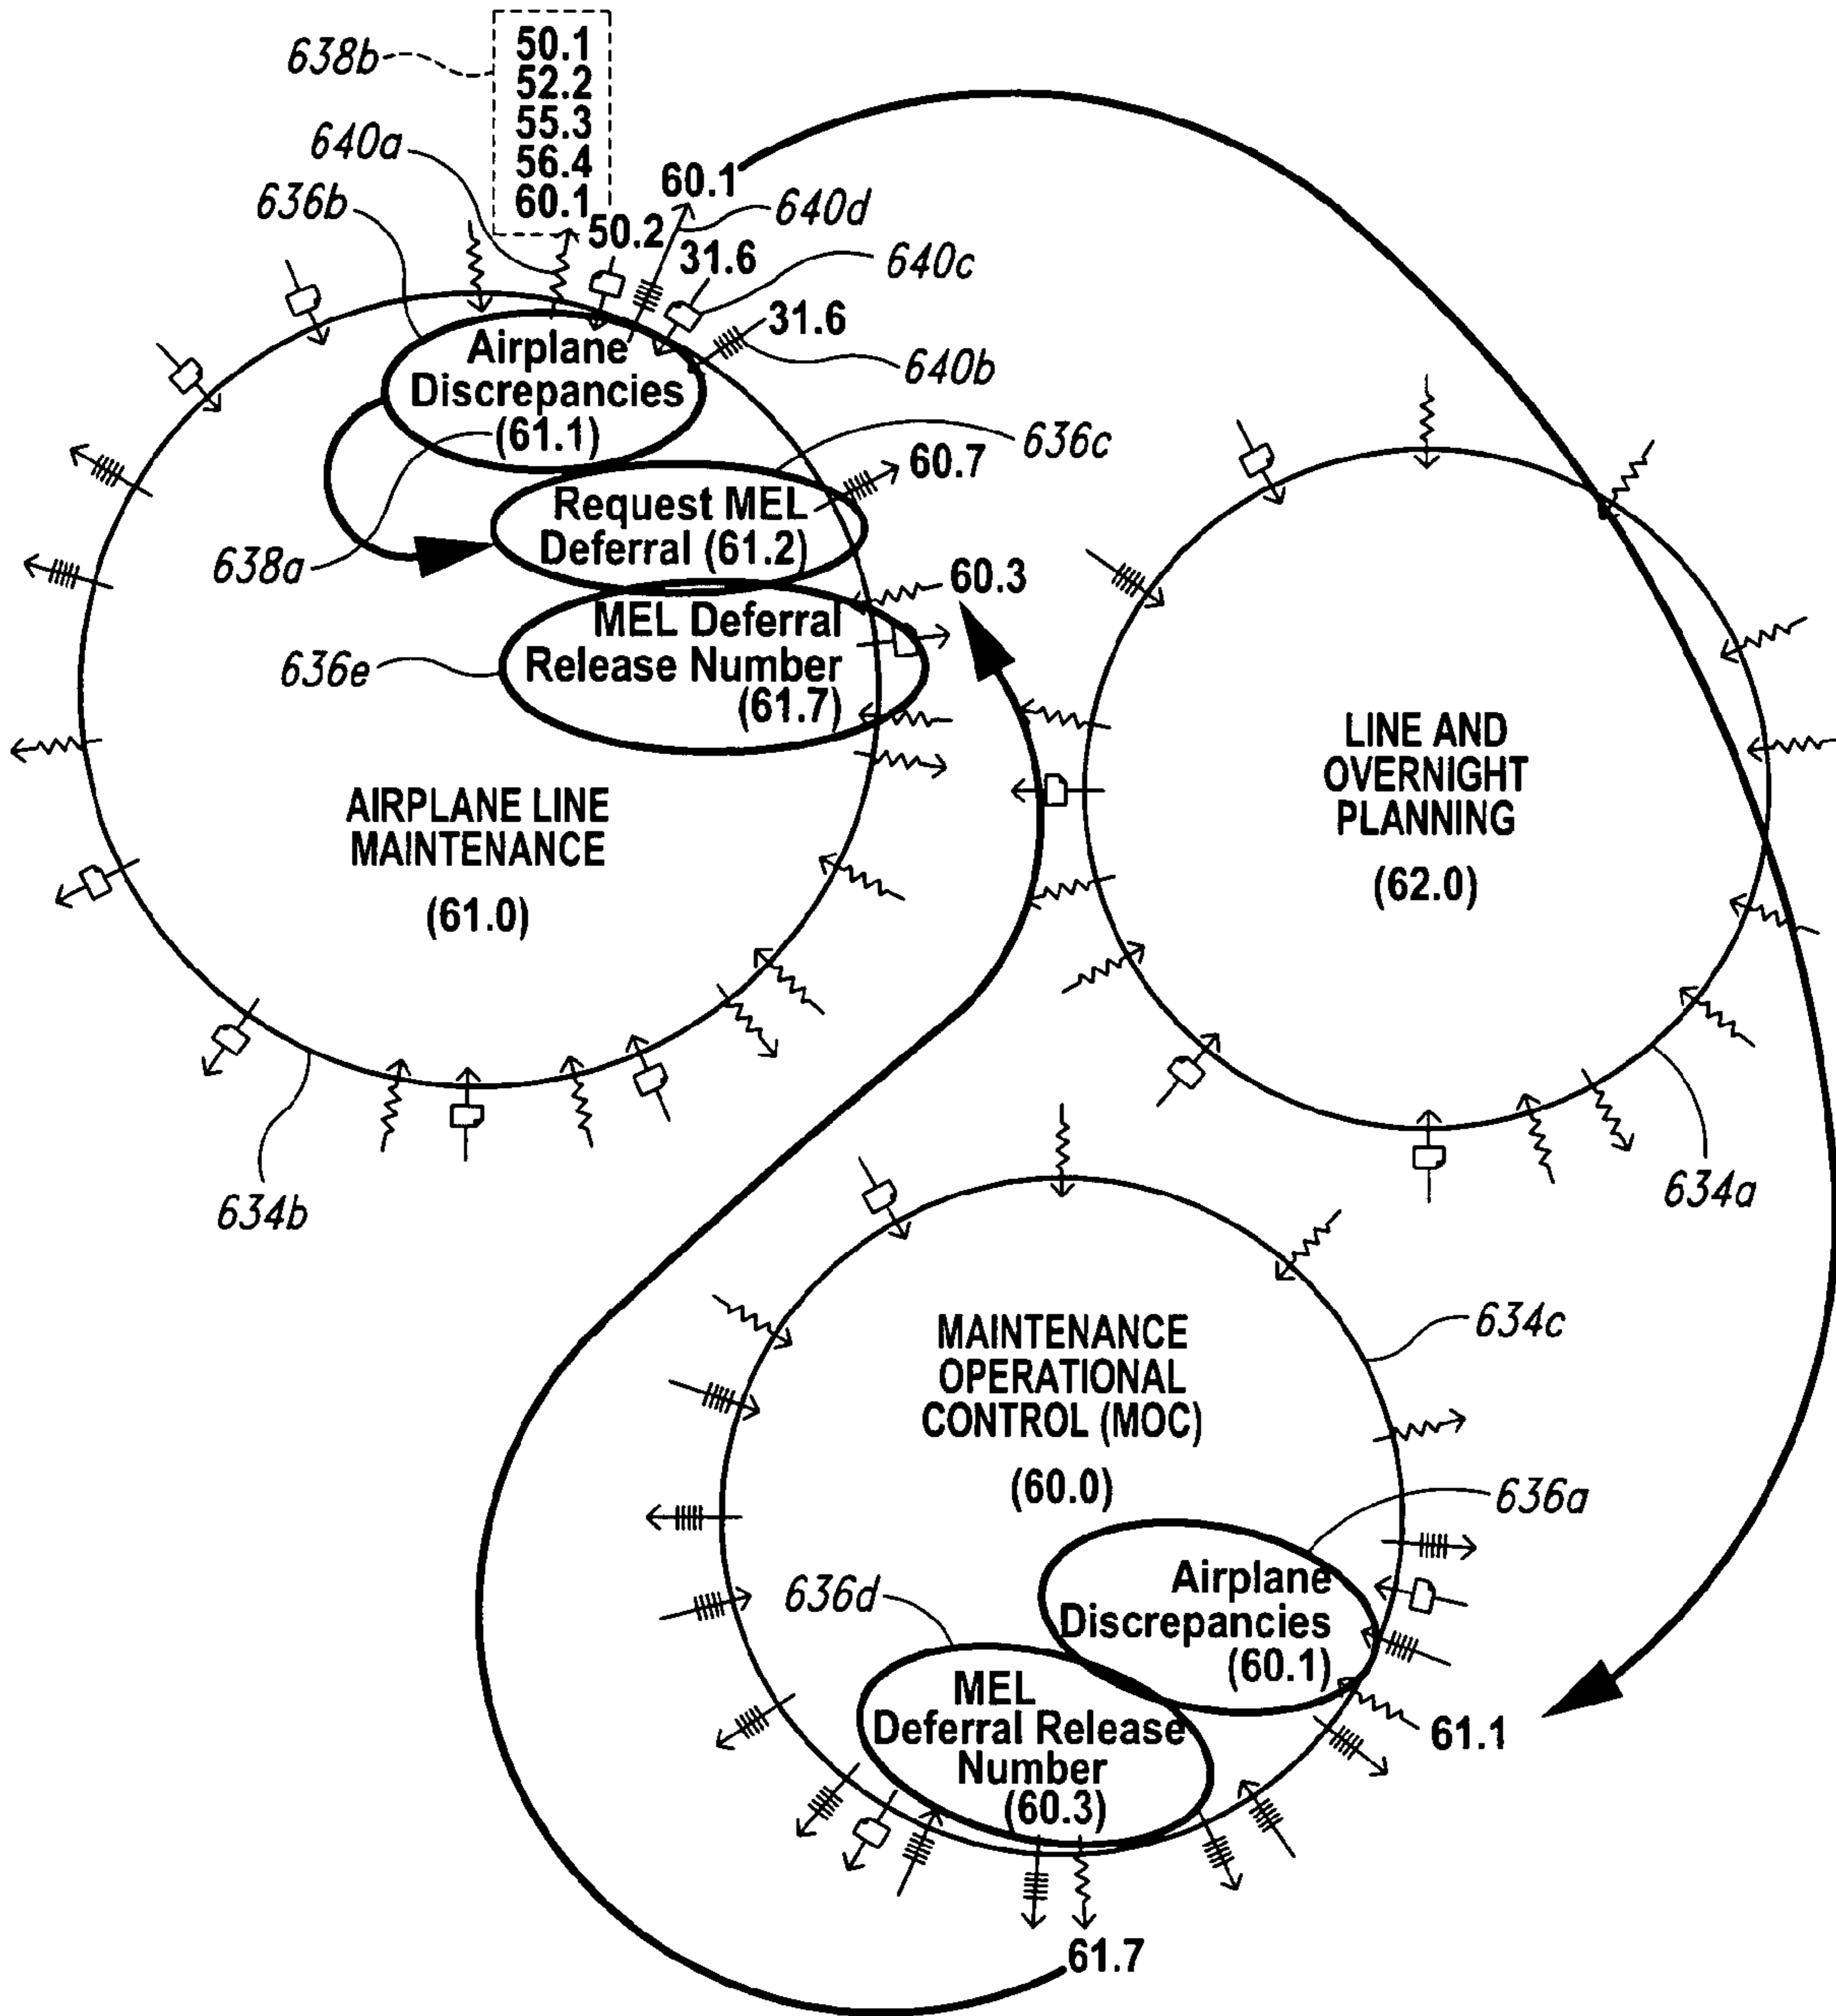 638b
50.1
52.2
55.3
56.4
60.1
640a
636b
60.1
640d
50.2
31.6
640c
31.6
640b
Airplane
Discrepancies
(61.1)
636c
60.7
Request MEL
Deferral (61.2)
638a
60.3
MEL Deferral
Release Number
(61.7)
636e
AIRPLANE LINE
MAINTENANCE
(61.0)
634b
LINE AND
OVERNIGHT
PLANNING
(62.0)
634a
MAINTENANCE
OPERATIONAL
CONTROL (MOC)
(60.0)
634c
636a
Airplane
Discrepancies
(60.1)
636d
MEL
Deferral Release
Number
(60.3)
61.1
61.7